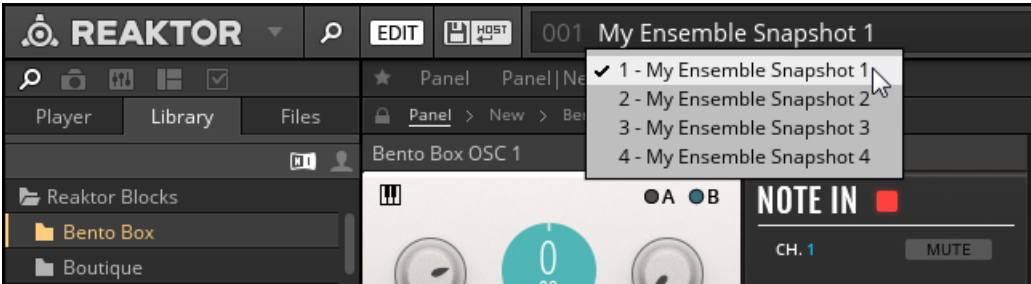 REAKTOR EDIT HOST 001 My Ensemble Snapshot 1
1 - My Ensemble Snapshot 1
2 - My Ensemble Snapshot 2
3 - My Ensemble Snapshot 3
4 - My Ensemble Snapshot 4
Panel Panel|Ne
Player Library Files
Panel > New > Be
Bento Box OSC 1
Reaktor Blocks
Bento Box
Boutique
A B
0
NOTE IN
CH. 1 MUTE